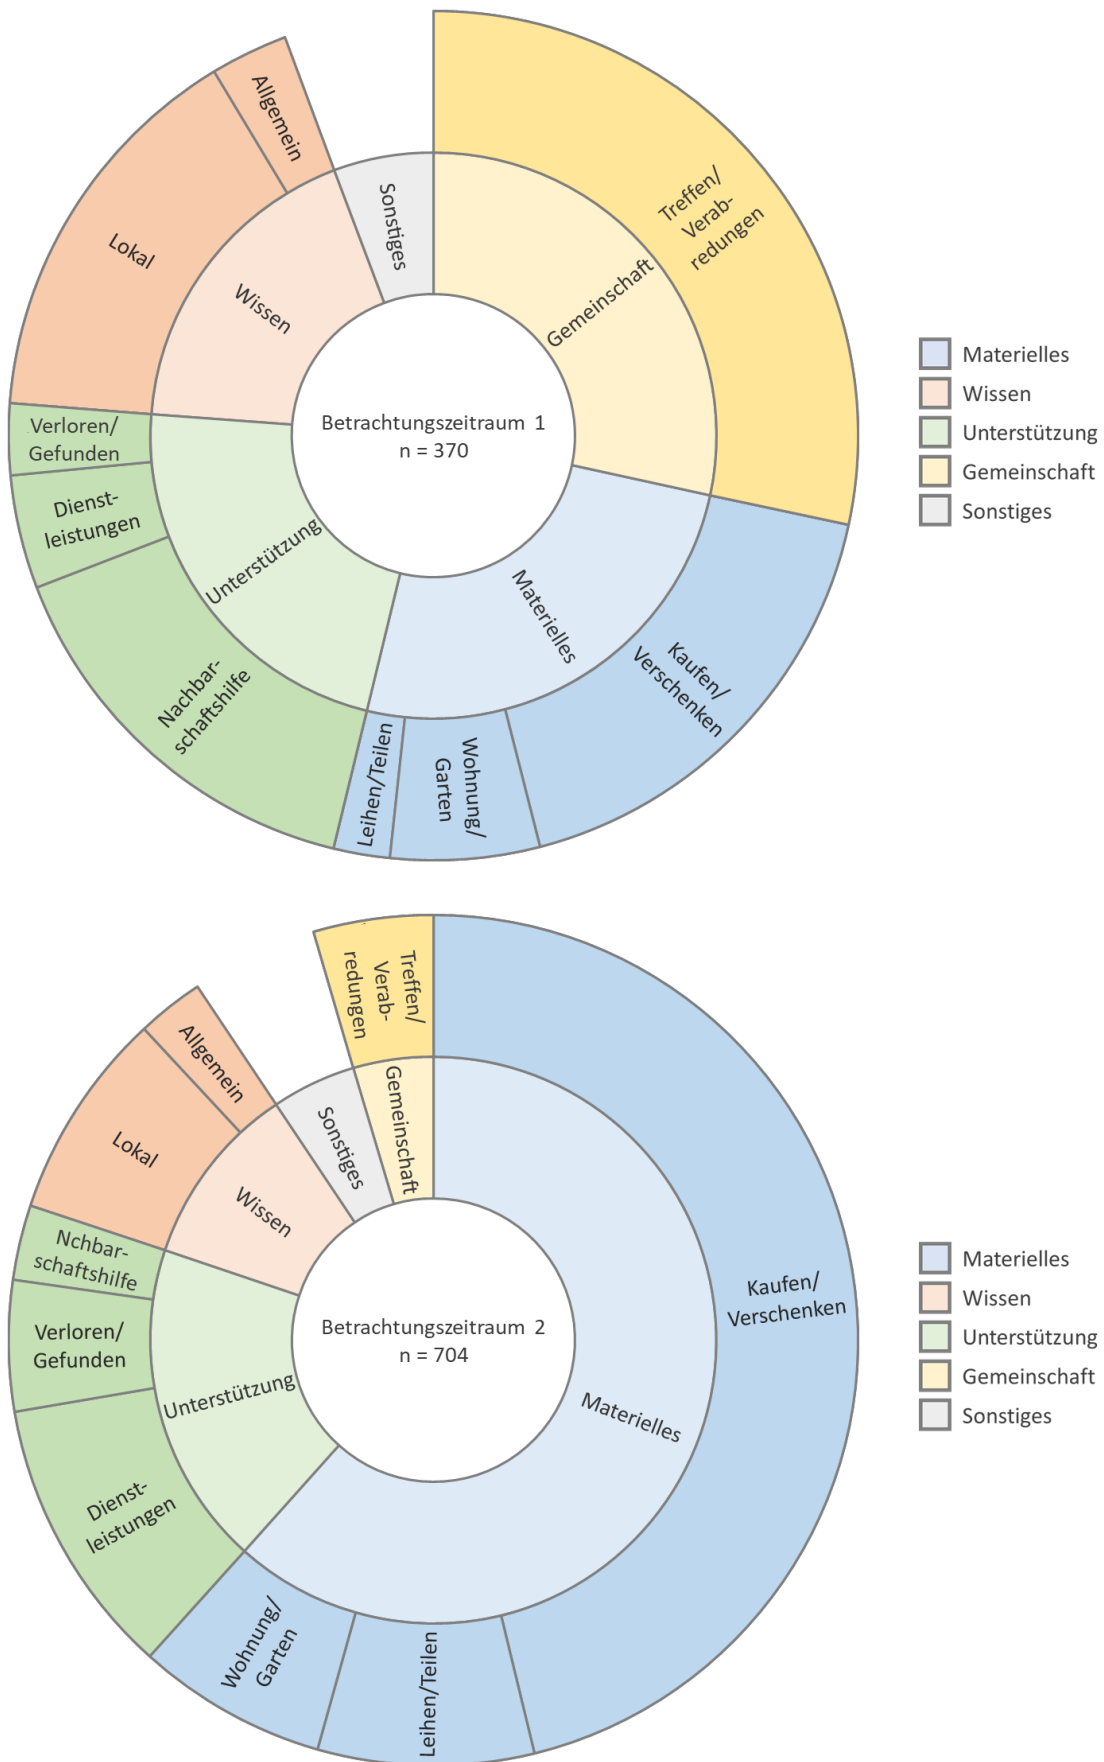 Allgemein
Sonstiges
Treffen/
Verab-
redungen
Lokal
Wissen
Gemeinschaft
Betrachtungszeitraum 1
n = 370
Verloren/
Gefunden
Dienst-
leistungen
Unterstützung
Materielles
Nachbar-
schaftshilfe
Leihen/Teilen
Wohnung/
Garten
Kaufen/
Verschenken
Materielles
Wissen
Unterstützung
Gemeinschaft
Sonstiges
Treffen/
Verab-
redungen
Allgemein
Gemeinschaft
Sonstiges
Lokal
Wissen
Nchbar-
schaftshilfe
Kaufen/
Verschenken
Betrachtungszeitraum 2
n = 704
Verloren/
Gefunden
Unterstützung
Materielles
Dienst-
leistungen
Wohnung/
Garten
Leihen/Teilen
Materielles
Wissen
Unterstützung
Gemeinschaft
Sonstiges